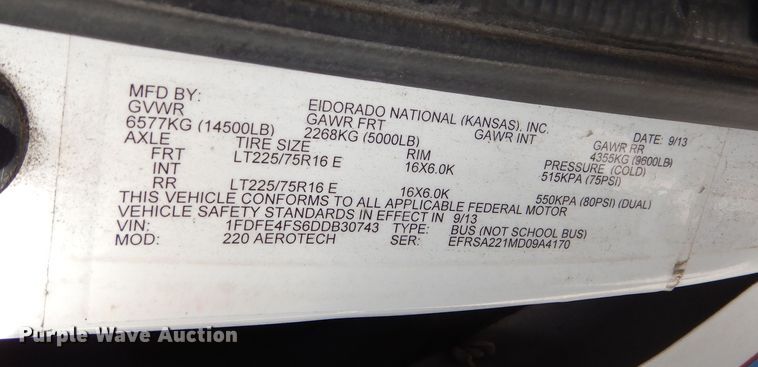 MFD BY: EIDORADO NATIONAL (KANSAS), INC. DATE: 9/13
GVWR GAWR FRT GAWR INT GAWR RR
6577KG (14500LB) 2268KG (5000LB) 4355KG (9600LB)
AXLE TIRE SIZE RIM PRESSURE (COLD)
FRT LT225/75R16 E 16X6.0K 515KPA (75PSI)
INT
RR LT225/75R16 E 16X6.0K 550KPA (80PSI) (DUAL)
THIS VEHICLE CONFORMS TO ALL APPLICABLE FEDERAL MOTOR
VEHICLE SAFETY STANDARDS IN EFFECT IN 9/13
VIN: 1FDFE4FS6DDB30743 TYPE: BUS (NOT SCHOOL BUS)
MOD: 220 AEROTECH SER: EFRSA221MD09A4170
Purple Wave Auction